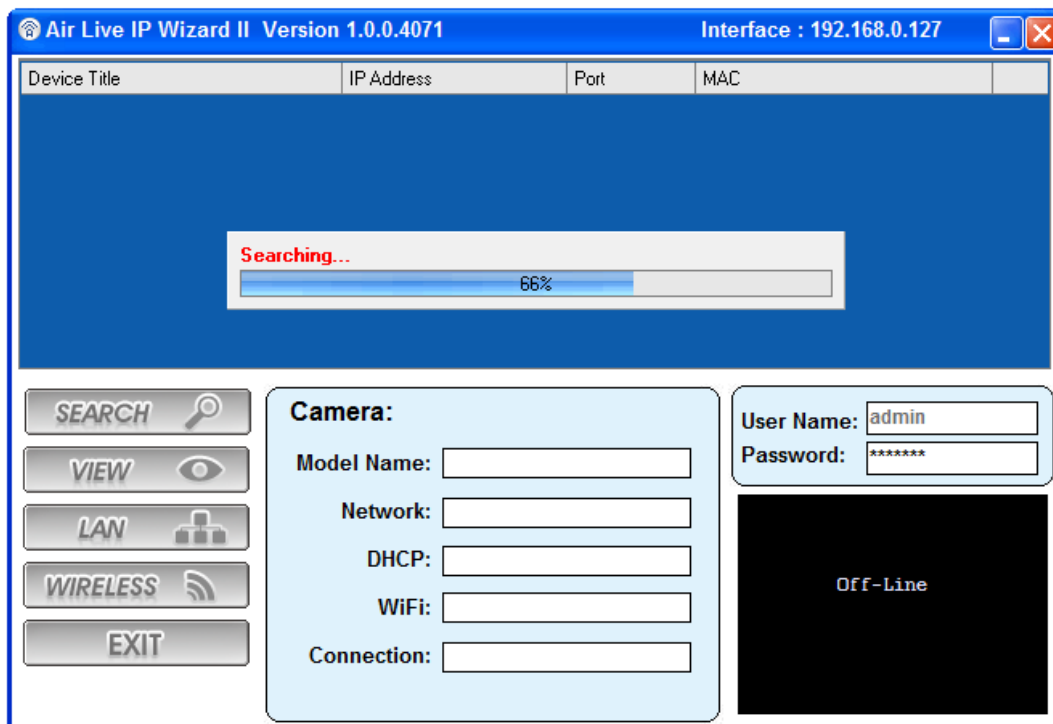 Air Live IP Wizard II Version 1.0.0.4071 Interface : 192.168.0.127
Device Title IP Address Port MAC
Searching...
66%
SEARCH
VIEW
LAN
WIRELESS
EXIT
Camera:
Model Name:
Network:
DHCP:
WiFi:
Connection:
User Name: admin
Password: *******
Off-Line